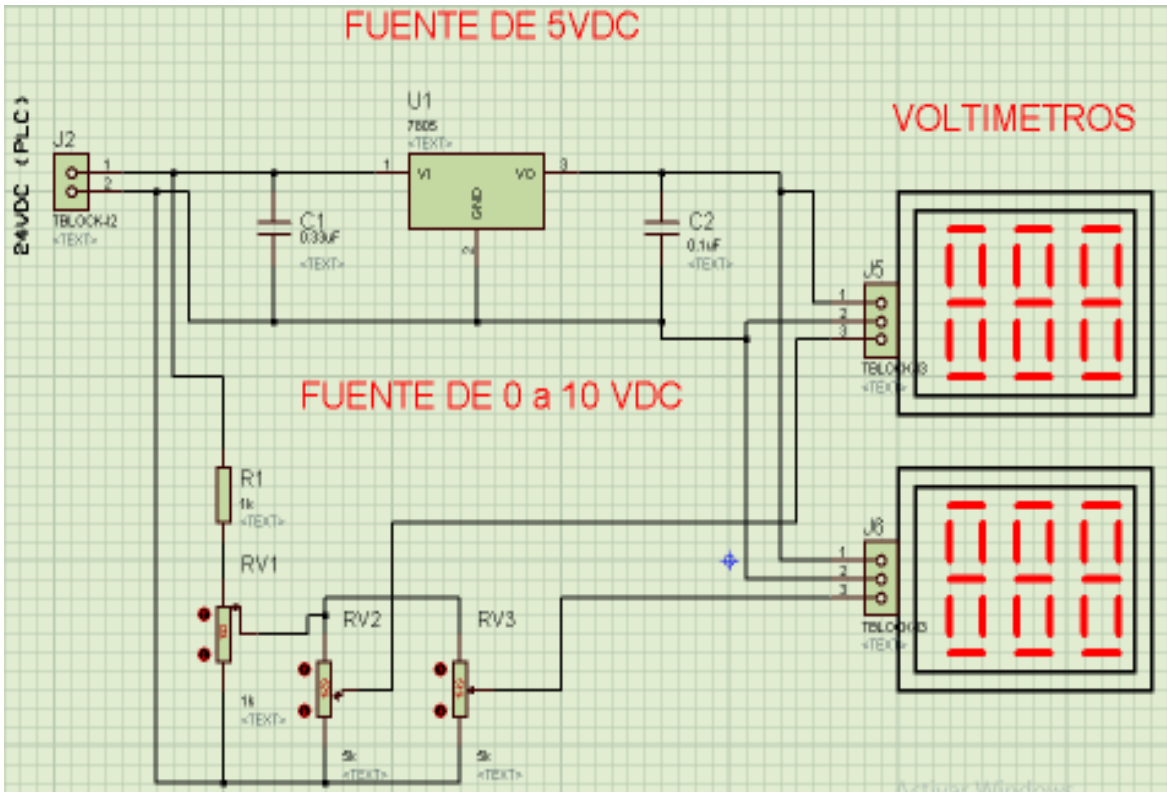 FUENTE DE 5VDC
24VDC (PLC)
J2
1
2
TBLOCK-I2
<TEXT>
U1
7805
<TEXT>
1
VI
VO
3
GND
2
C1
0.33uF
<TEXT>
C2
0.1uF
<TEXT>
VOLTIMETROS
J5
1
2
3
TBLOCK-I3
<TEXT>
FUENTE DE 0 a 10 VDC
R1
1k
<TEXT>
RV1
1k
<TEXT>
RV2
5k
<TEXT>
RV3
5k
<TEXT>
J6
1
2
3
TBLOCK-I3
<TEXT>
Activar Windows